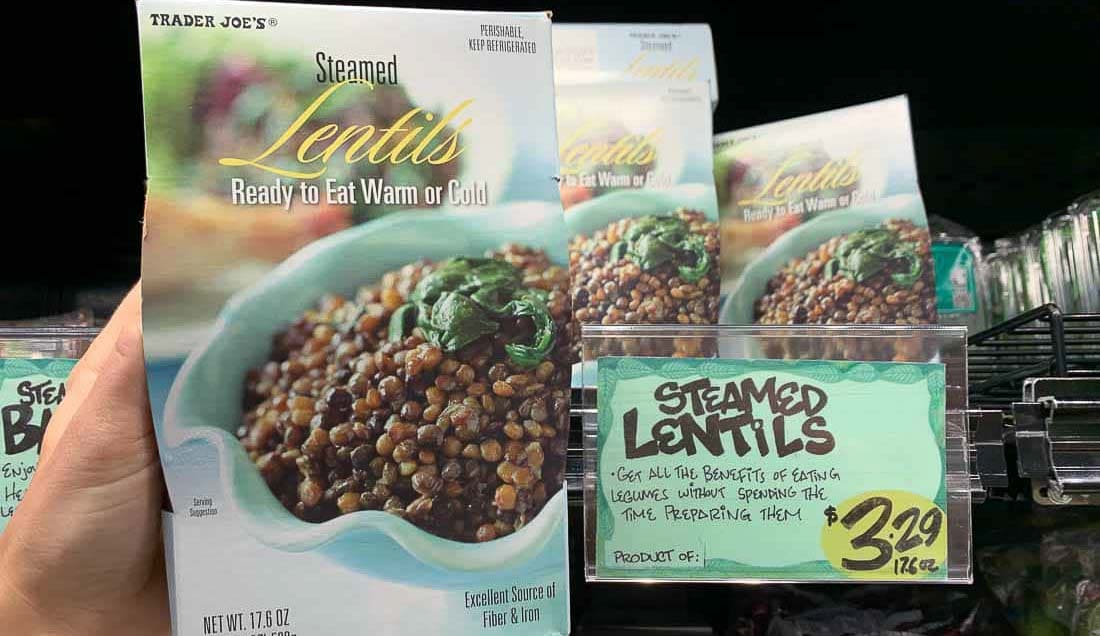 TRADER JOE'S®
PERISHABLE,
KEEP REFRIGERATED
Steamed
Lentils
Ready to Eat Warm or Cold
Serving
Suggestion
NET WT. 17.6 OZ
Excellent Source of
Fiber & Iron
Steamed
Lentils
Lentils
to Eat Warm or
Lentils
Ready to Eat Warm or Cold
STEAMED
LENTILS
• GET ALL THE BENEFITS OF EATING
LEGUMES WITHOUT SPENDING THE
TIME PREPARING THEM
$3.29
17.6 OZ
PRODUCT OF: